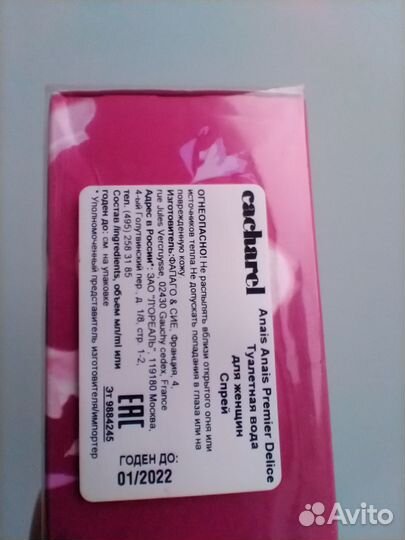 cacharel
Anais Anais Premier Delice
Туалетная вода
для женщин
Спрей
ОГНЕОПАСНО! Не распылять вблизи открытого огня или
источников тепла Не допускать попадания в глаза или на
поврежденную кожу
Изготовитель:ФАПАГО & СИЕ, Франция, 4,
rue Jules Vercruysse, 02430 Gauchy cedex, France
Адрес в России*: ЗАО "Л'ОРЕАЛЬ", 119180 Москва,
4-ый Голутвинский пер., д. 1/8, стр. 1-2,
тел. (495) 258 31 85
Состав /Ingredients, объем мл/ml или
годен до: см. на упаковке
* Уполномоченный представитель изготовителя/импортер
Эт 9884245
ЕАС
ГОДЕН ДО:
01/2022
Avito